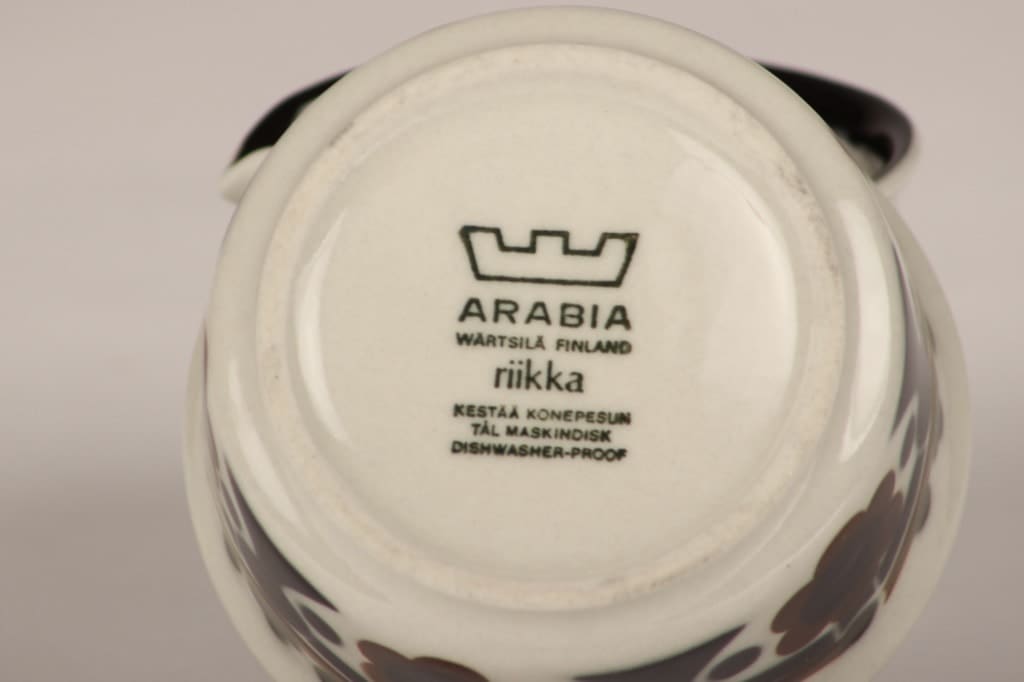 ARABIA
WÄRTSILÄ FINLAND
riikka
KESTÄÄ KONEPESUN
TÅL MASKINDISK
DISHWASHER-PROOF